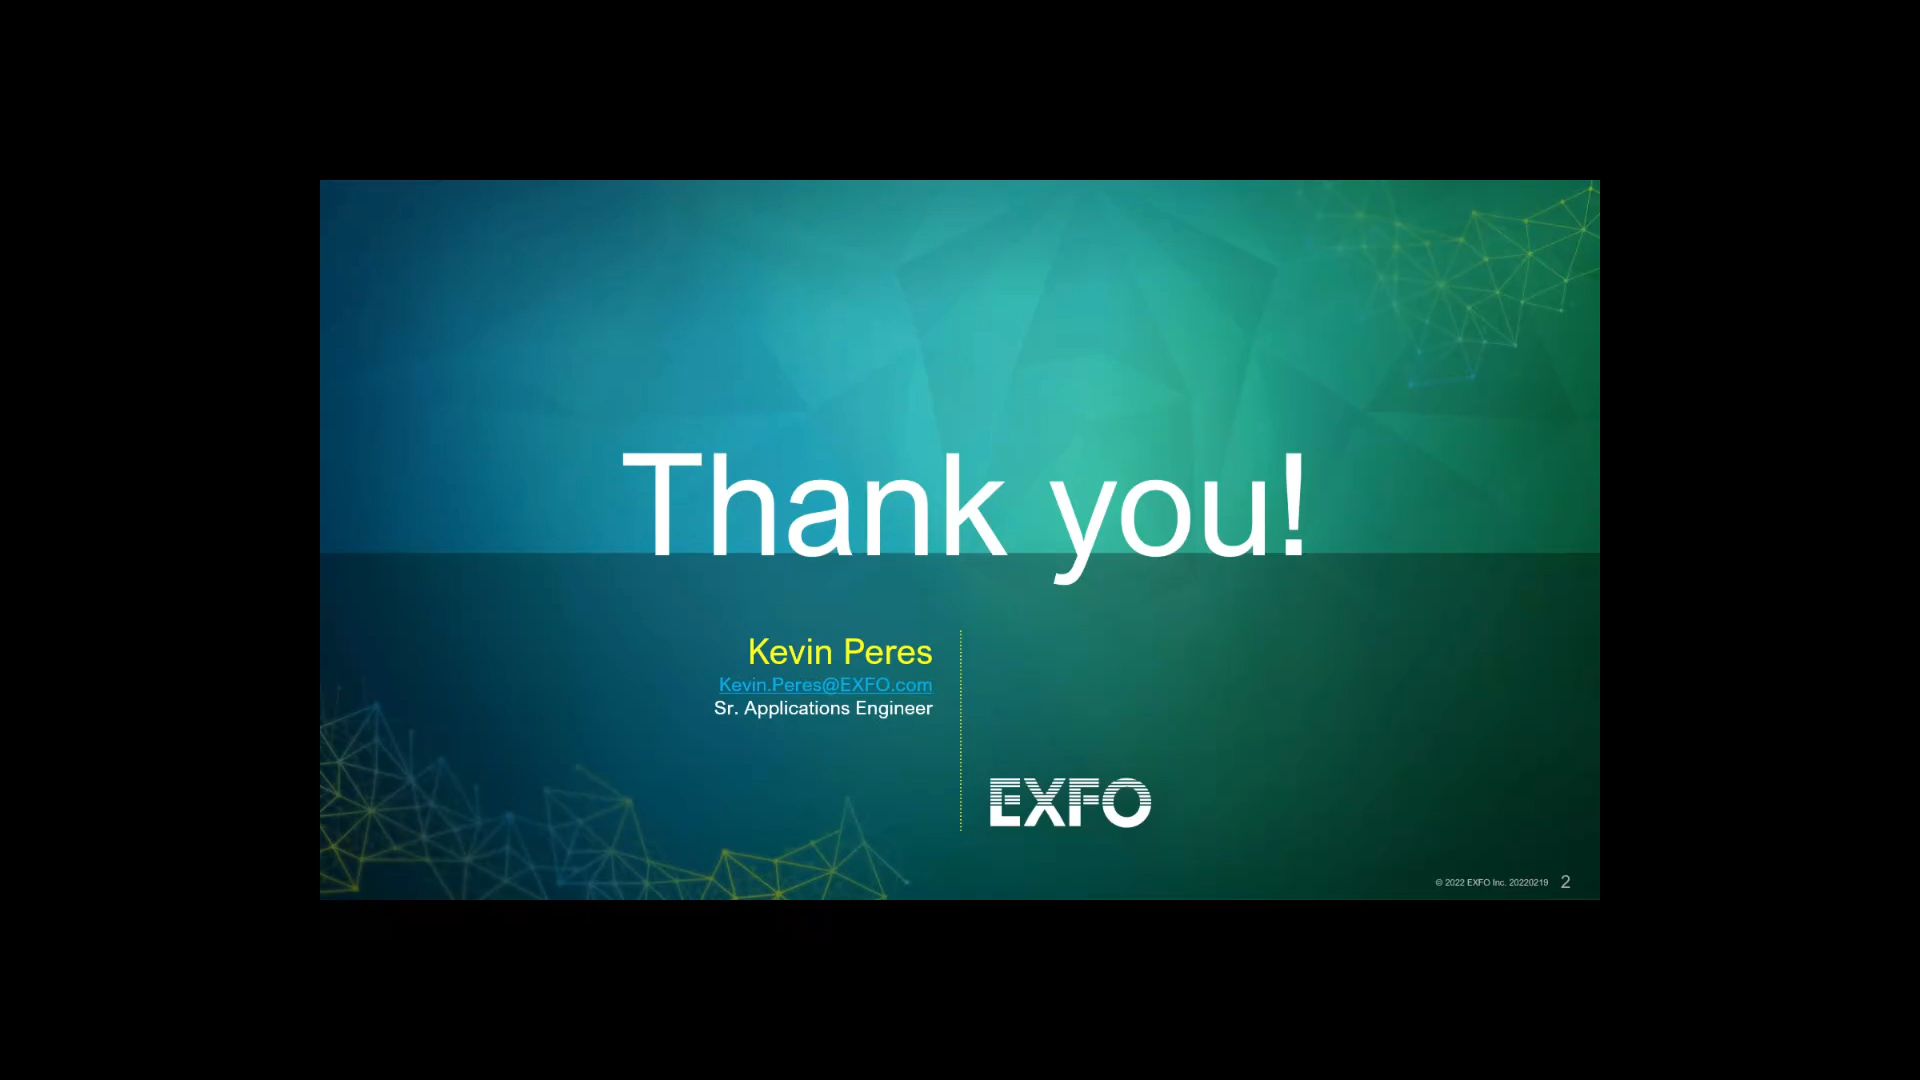 Thank you!
Kevin Peres
Kevin.Peres@EXFO.com
Sr. Applications Engineer
EXFO
© 2022 EXFO Inc. 20220219 2